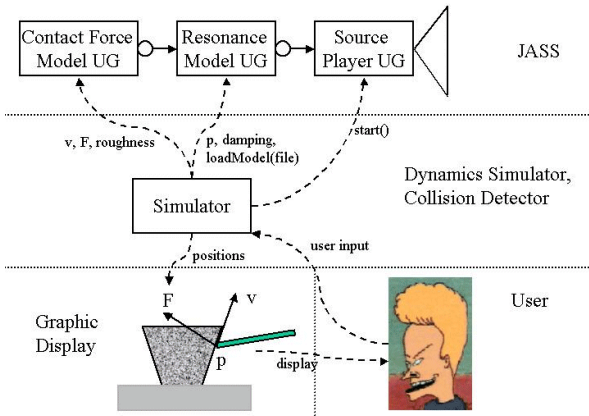 Contact Force
Model UG
Resonance
Model UG
Source
Player UG
JASS
v, F, roughness
p, damping,
loadModel(file)
start()
Dynamics Simulator,
Collision Detector
Simulator
positions
user input
F
v
User
Graphic
Display
p
display